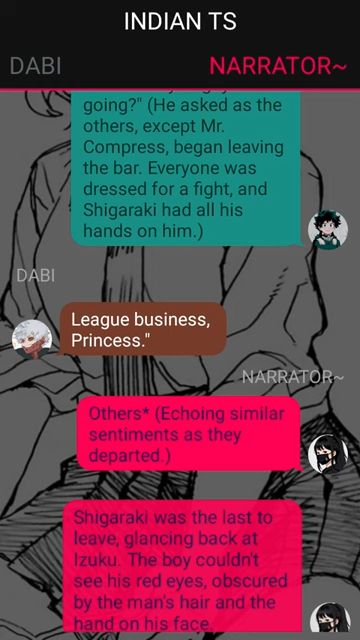 INDIAN TS
DABI NARRATOR~
going?" (He asked as the
others, except Mr.
Compress, began leaving
the bar. Everyone was
dressed for a fight, and
Shigaraki had all his
hands on him.)
DABI
League business,
Princess."
NARRATOR~
Others* (Echoing similar
sentiments as they
departed.)
Shigaraki was the last to
leave, glancing back at
Izuku. The boy couldn't
see his red eyes, obscured
by the man's hair and the
hand on his face.